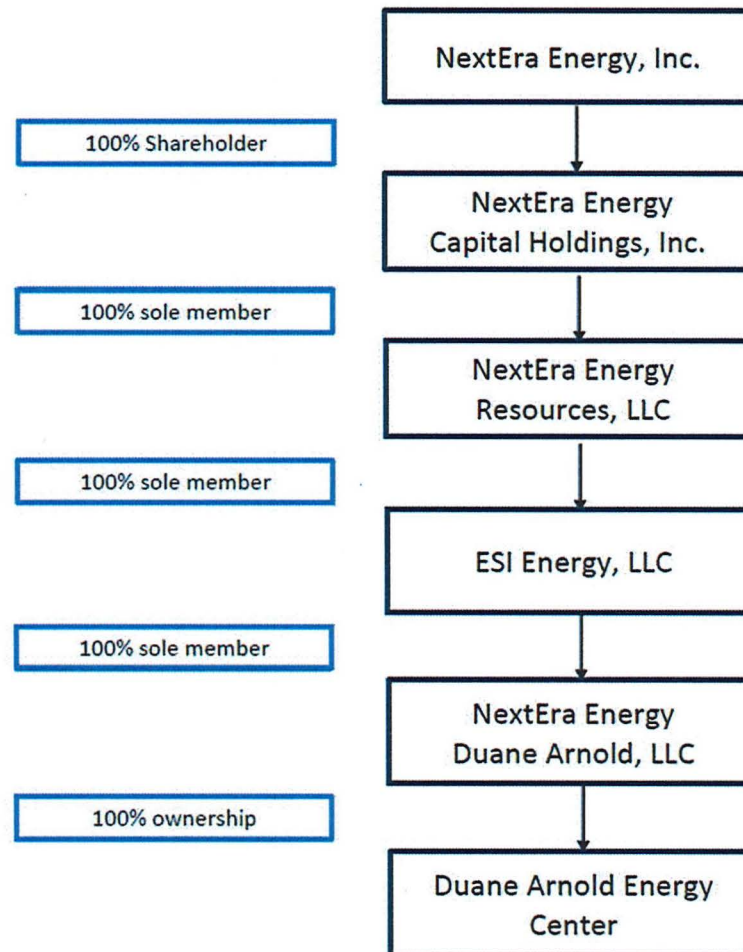 NextEra Energy, Inc.
100% Shareholder
NextEra Energy
Capital Holdings, Inc.
100% sole member
NextEra Energy
Resources, LLC
100% sole member
ESI Energy, LLC
100% sole member
NextEra Energy
Duane Arnold, LLC
100% ownership
Duane Arnold Energy
Center